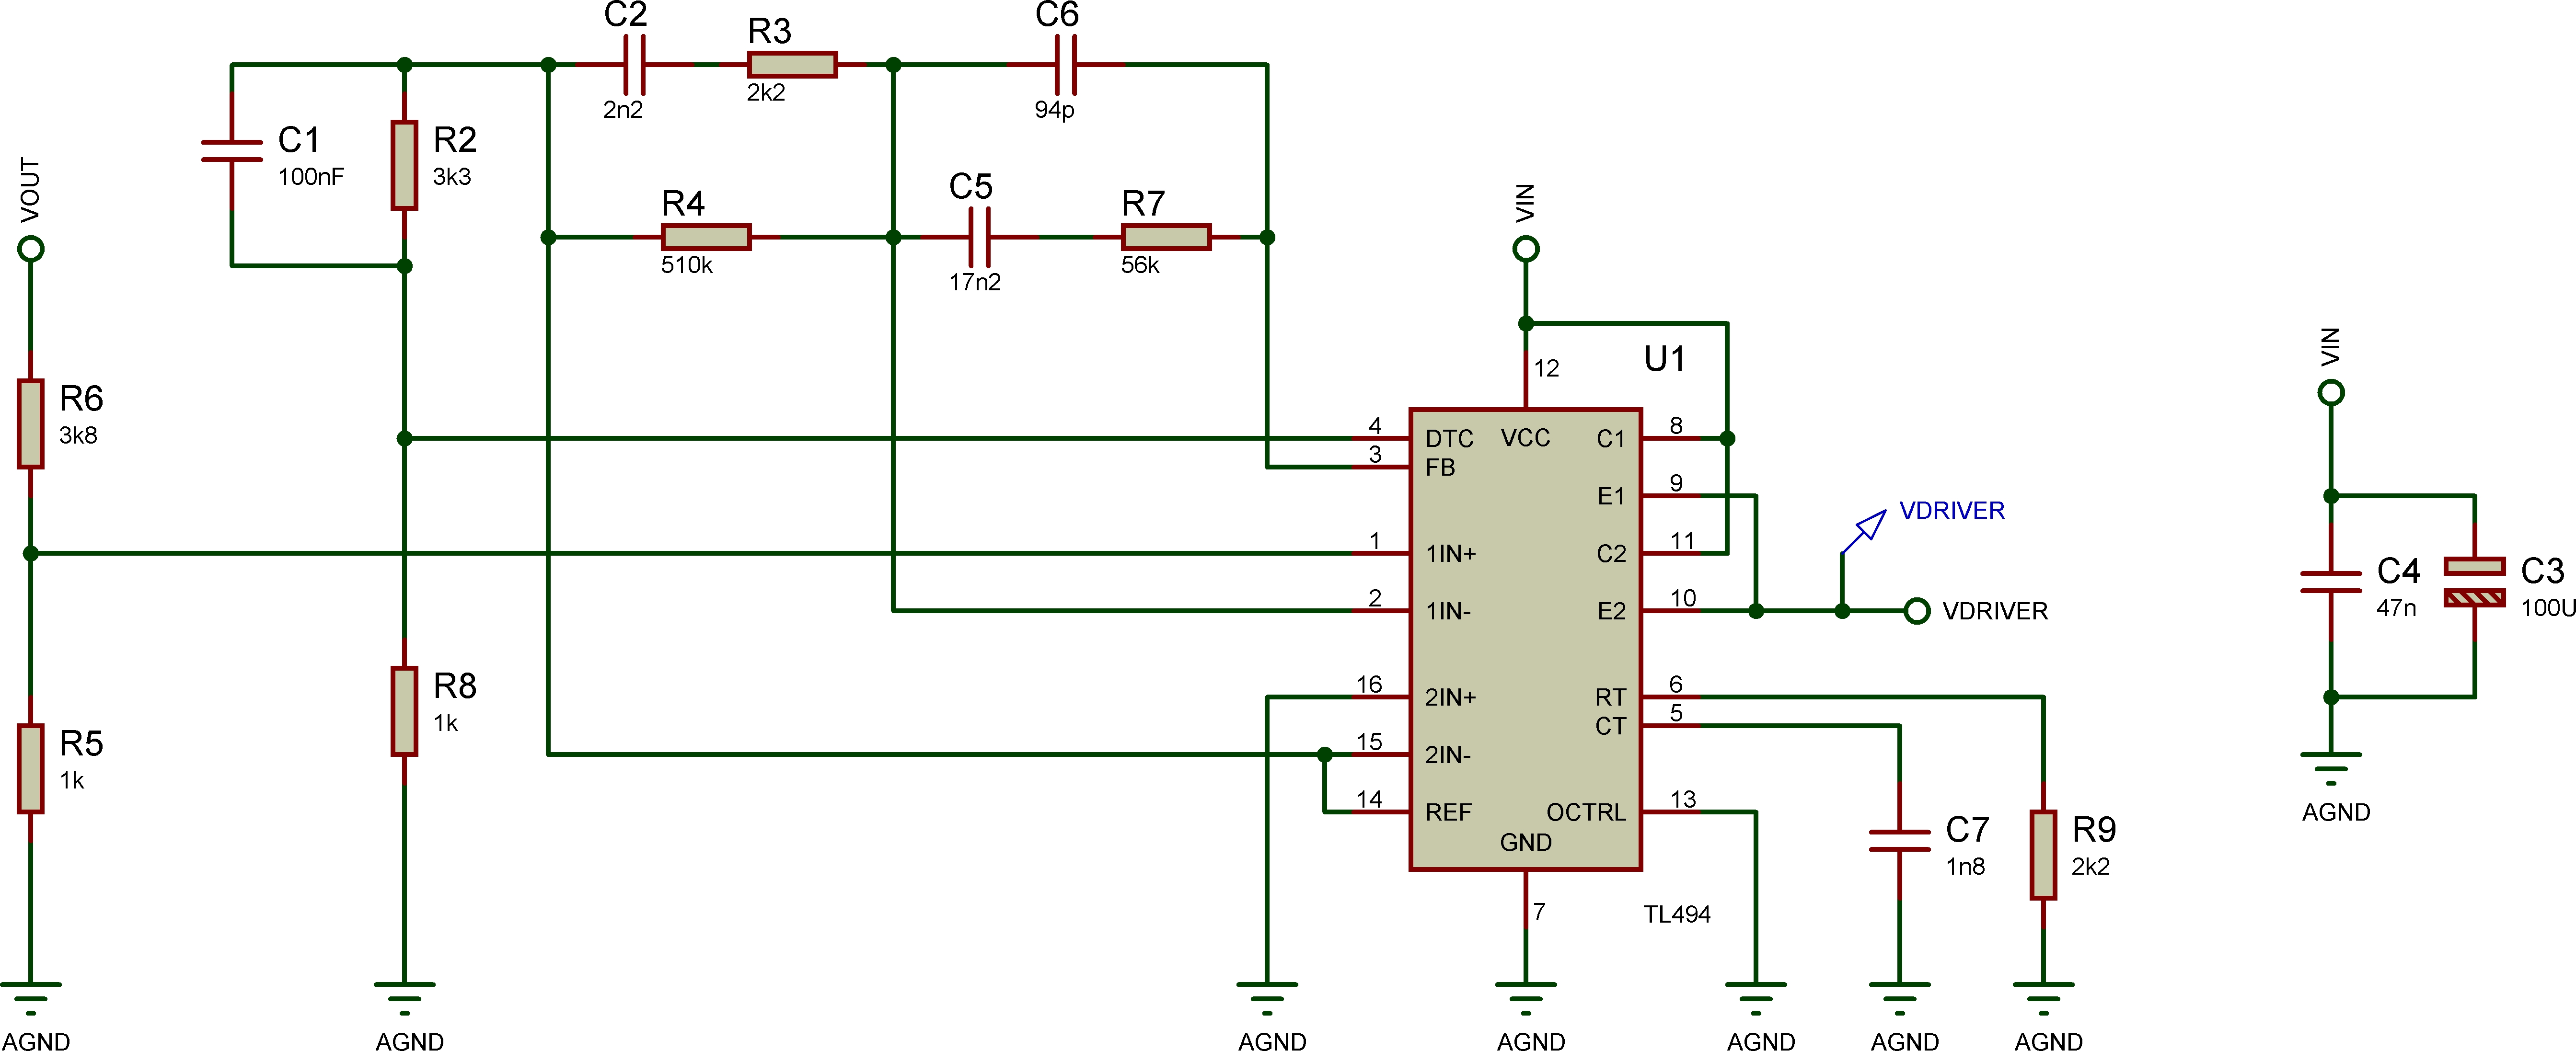 C2
R3
C6
2n2
2k2
94p
C1
100nF
R2
3k3
VOUT
R4
510k
C5
17n2
R7
56k
VIN
VIN
R6
3k8
U1
12
4
3
1
2
16
15
14
DTC
FB
1IN+
1IN-
2IN+
2IN-
REF
VCC
GND
C1
E1
C2
E2
RT
CT
OCTRL
8
9
11
10
6
5
13
7
TL494
VDRIVER
VDRIVER
C4
47n
C3
100U
AGND
R8
1k
R5
1k
C7
1n8
R9
2k2
AGND
AGND
AGND
AGND
AGND
AGND
AGND